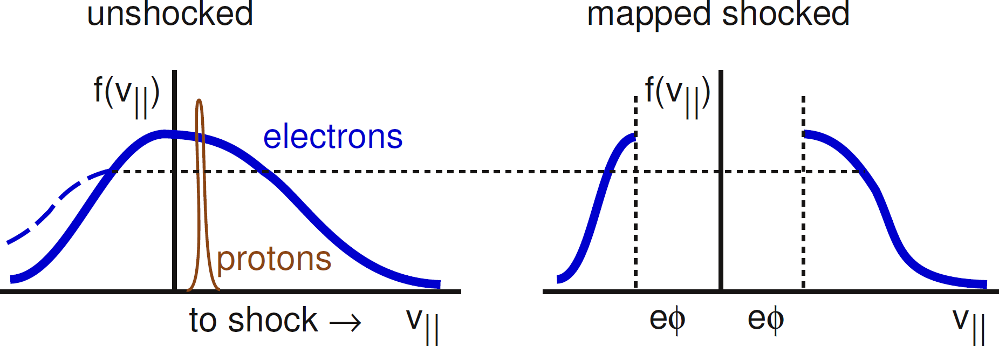 unshocked
mapped shocked
f(v||)
f(v||)
electrons
protons
to shock → v||
eϕ eϕ v||